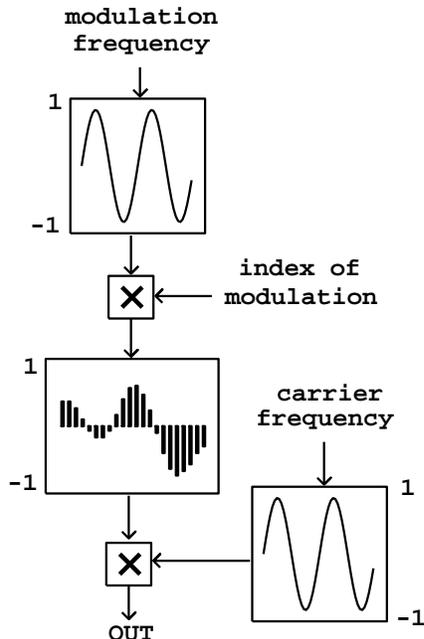 modulation
frequency
1
-1
index of
modulation
1
-1
carrier
frequency
1
-1
OUT